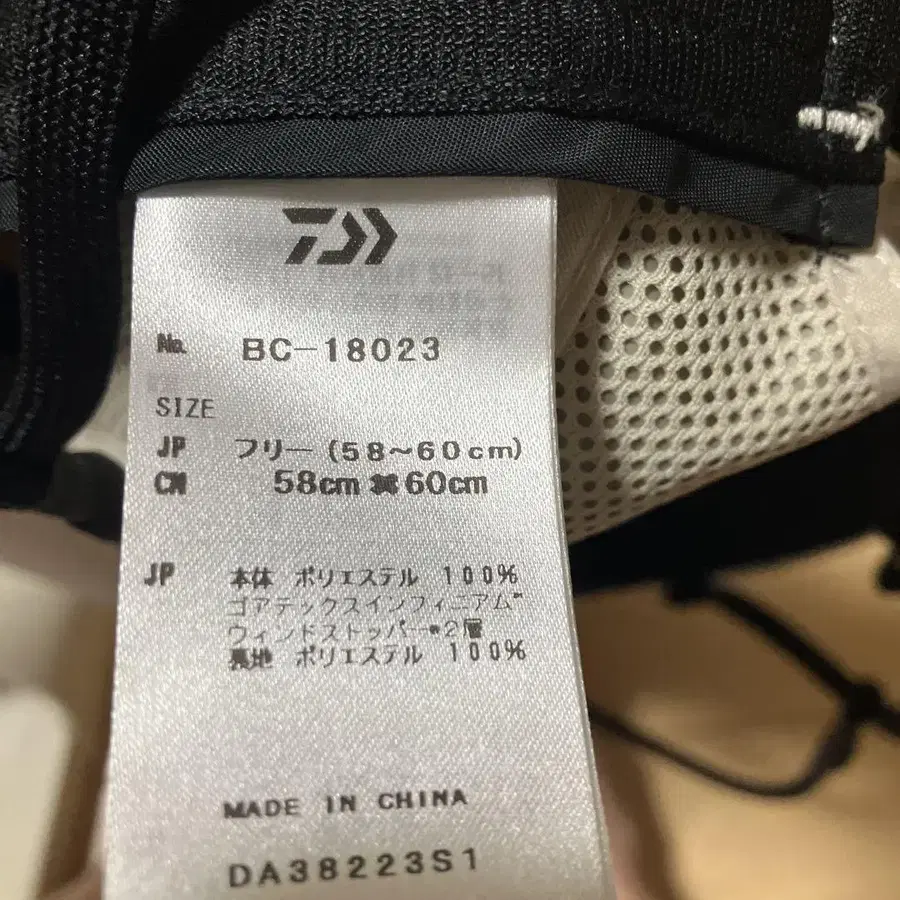 No. BC-18023
SIZE
JP フリー(58~60cm)
CN 58cm ※ 60cm
JP 本体 ポリエステル 100%
ゴアテックスインフィニアム™
ウィンドストッパー®2層
裏地 ポリエステル 100%
MADE IN CHINA
DA38223S1